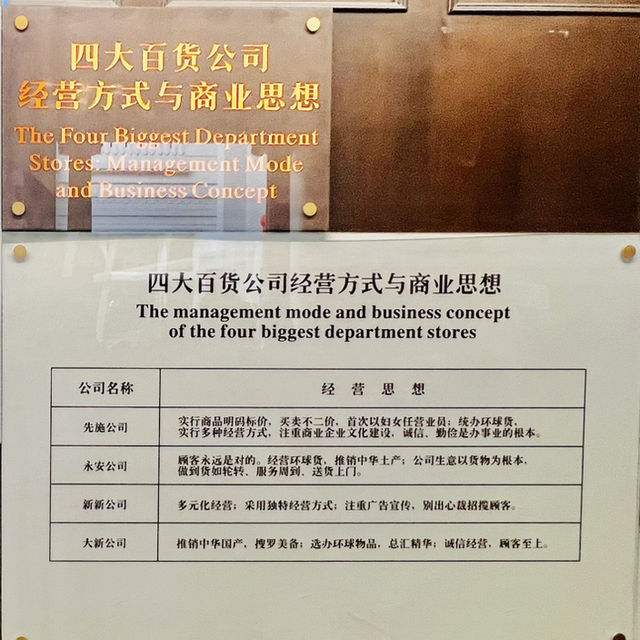 四大百货公司
经营方式与商业思想
The Four Biggest Department
Stores: Management Mode
and Business Concept
四大百货公司经营方式与商业思想
The management mode and business concept
of the four biggest department stores
公司名称 经 营 思 想
先施公司 实行商品明码标价，买卖不二价，首次以妇女任营业员；统办环球货，
实行多种经营方式，注重商业企业文化建设，诚信、勤俭是办事业的根本。
永安公司 顾客永远是对的。经营环球货，推销中华土产；公司生意以货物为根本，
做到货如轮转、服务周到、送货上门。
新新公司 多元化经营；采用独特经营方式；注重广告宣传，别出心裁招揽顾客。
大新公司 推销中华国产，搜罗美备；选办环球物品，总汇精华；诚信经营，顾客至上。